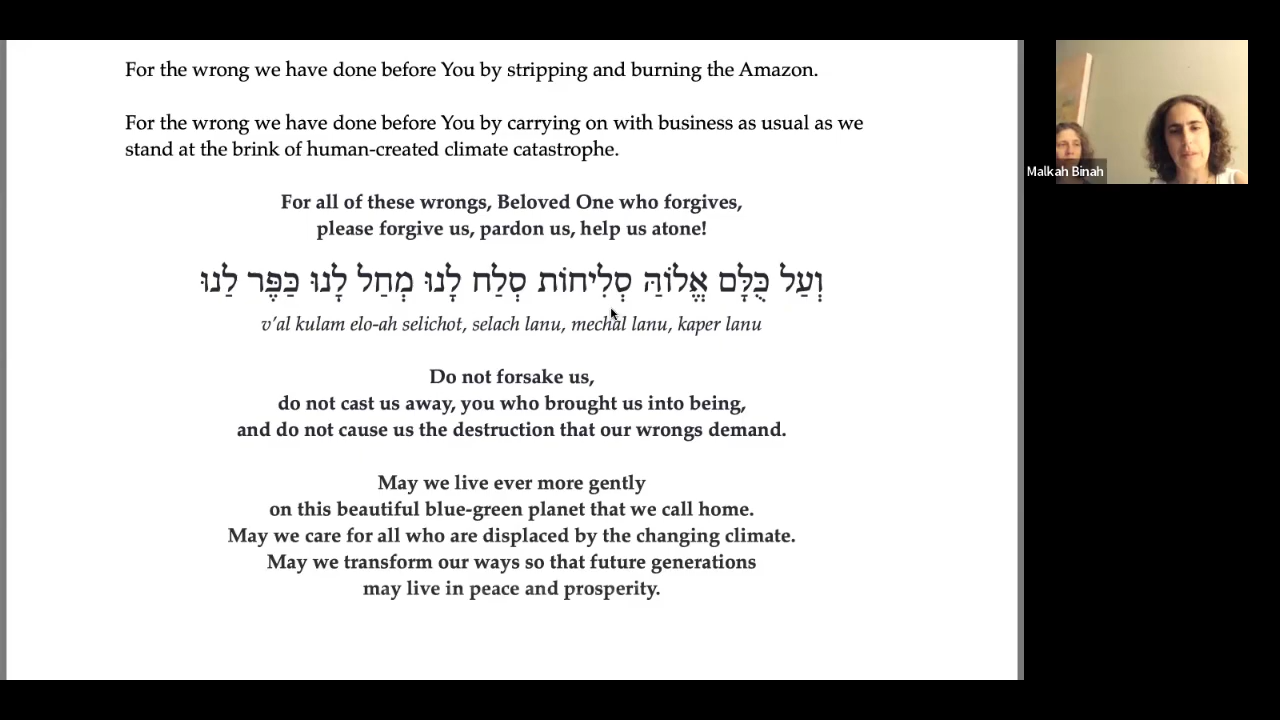 For the wrong we have done before You by stripping and burning the Amazon.
For the wrong we have done before You by carrying on with business as usual as we
stand at the brink of human-created climate catastrophe.
For all of these wrongs, Beloved One who forgives,
please forgive us, pardon us, help us atone!
וְעַל כֻּלָּם אֱלוֹהַּ סְלִיחוֹת סְלַח לָנוּ מְחַל לָנוּ כַּפֶּר לַנוּ
v’al kulam elo-ah selichot, selach lanu, mechal lanu, kaper lanu
Do not forsake us,
do not cast us away, you who brought us into being,
and do not cause us the destruction that our wrongs demand.
May we live ever more gently
on this beautiful blue-green planet that we call home.
May we care for all who are displaced by the changing climate.
May we transform our ways so that future generations
may live in peace and prosperity.
Malkah Binah